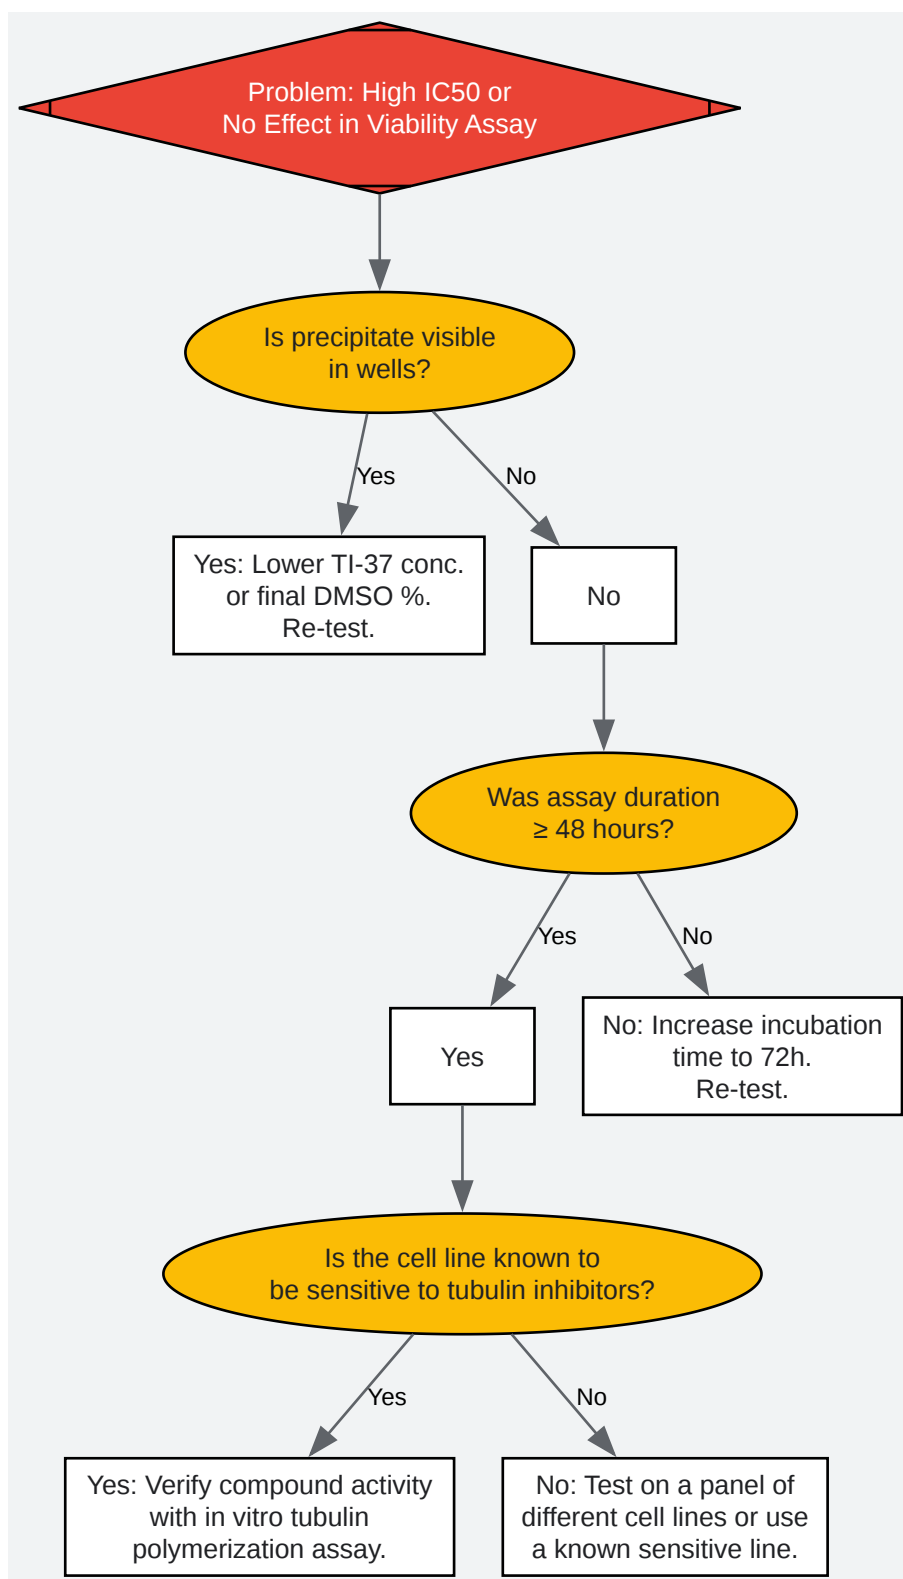 Problem: High IC50 or
No Effect in Viability Assay
Is precipitate visible
in wells?
Yes
No
Yes: Lower TI-37 conc.
or final DMSO %.
Re-test.
No
Was assay duration
≥ 48 hours?
Yes
No
Yes
No: Increase incubation
time to 72h.
Re-test.
Is the cell line known to
be sensitive to tubulin inhibitors?
Yes
No
Yes: Verify compound activity
with in vitro tubulin
polymerization assay.
No: Test on a panel of
different cell lines or use
a known sensitive line.